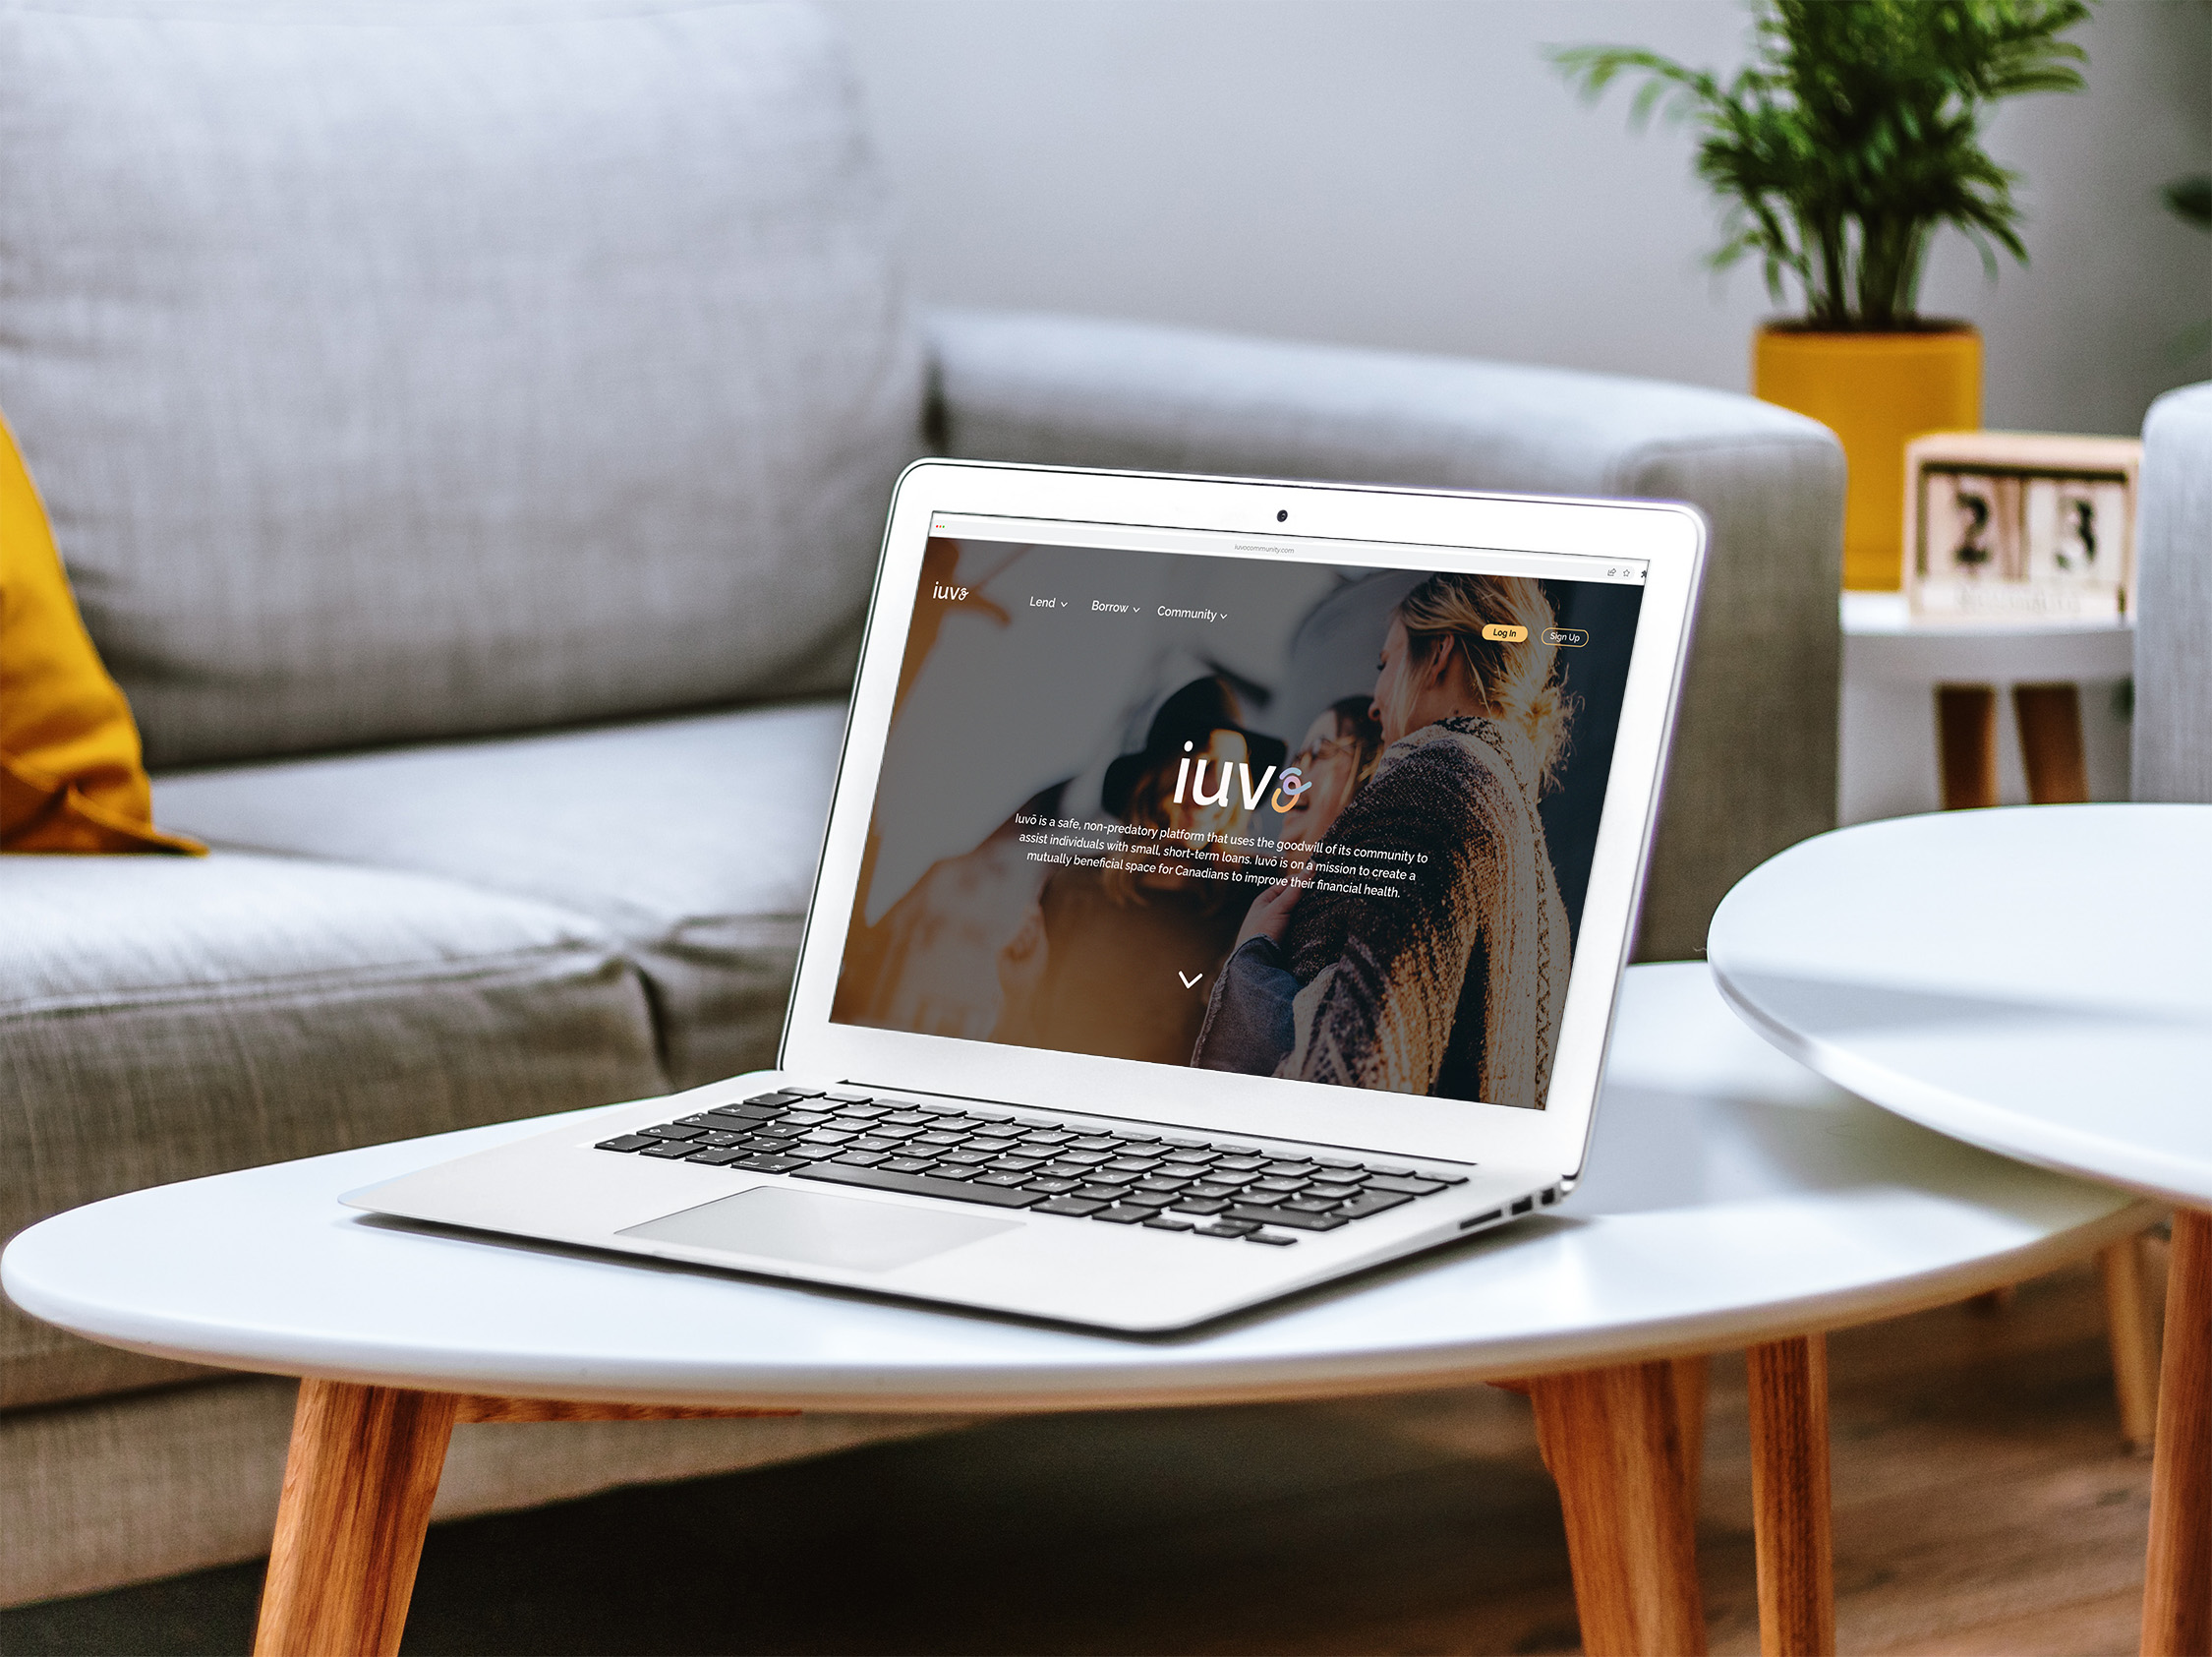 iuvocommunity.com
iuvo
Lend
Borrow
Community
Log In
Sign Up
iuvo
Iuvō is a safe, non-predatory platform that uses the goodwill of its community to
assist individuals with small, short-term loans. Iuvō is on a mission to create a
mutually beneficial space for Canadians to improve their financial health.
23